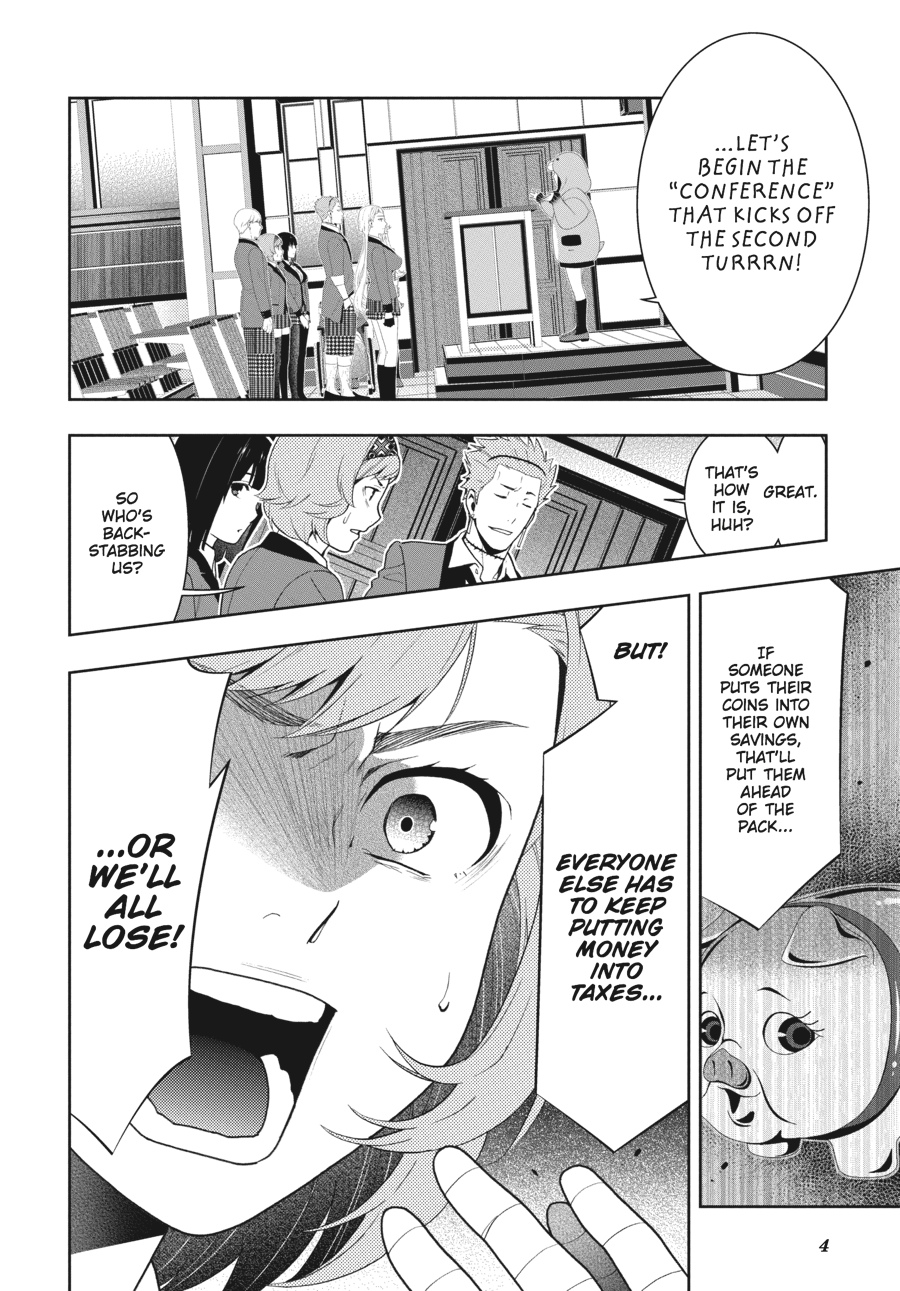 ...LET'S
BEGIN THE
"CONFERENCE"
THAT KICKS OFF
THE SECOND
TURRRN!
GREAT.
THAT'S
HOW
IT IS,
HUH?
SO
WHO'S
BACK-
STABBING
US?
IF
SOMEONE
PUTS THEIR
COINS INTO
THEIR OWN
SAVINGS,
THAT'LL
PUT THEM
AHEAD
OF THE
PACK...
BUT!
EVERYONE
ELSE HAS
TO KEEP
PUTTING
MONEY
INTO
TAXES...
...OR
WE'LL
ALL
LOSE!
4